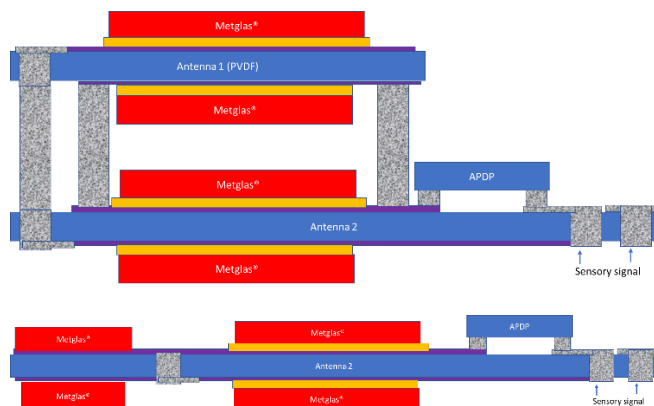 Metglas®
Antenna 1 (PVDF)
Metglas®
Metglas®
APDP
Antenna 2
Metglas®
Sensory signal
Metglas®
Metglas®
APDP
Antenna 2
Metglas®
Metglas®
Sensory signal